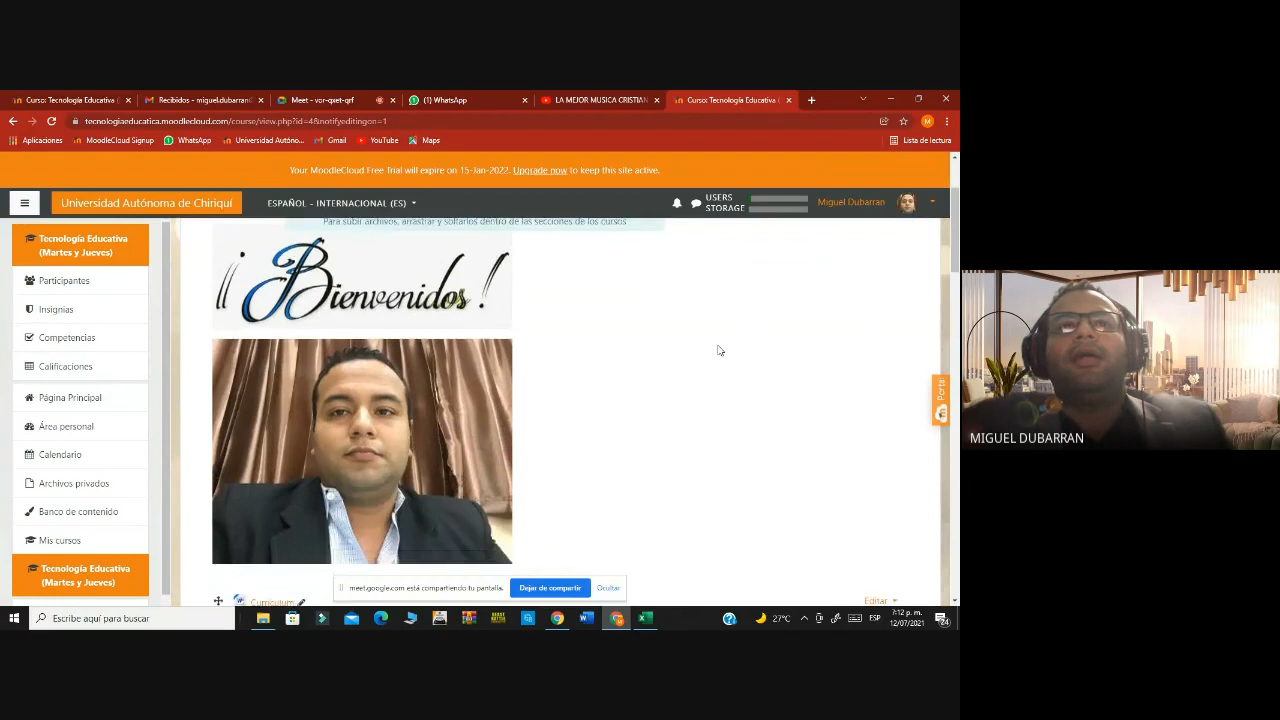 Curso: Tecnología Educativa (
Recibidos - miguel.dubarran@
Meet - vor-qxet-qrf
(1) WhatsApp
LA MEJOR MUSICA CRISTIAN
Curso: Tecnología Educativa (
tecnologiaeducatica.moodlecloud.com/course/view.php?id=4&notifyeditingon=1
Aplicaciones
MoodleCloud Signup
WhatsApp
Universidad Autóno...
Gmail
YouTube
Maps
Lista de lectura
Your MoodleCloud Free Trial will expire on 15-Jan-2022. Upgrade now to keep this site active.
Universidad Autónoma de Chiriquí
ESPAÑOL - INTERNACIONAL (ES)
USERS
STORAGE
Miguel Dubarran
Para subir archivos, arrastrar y soltarlos dentro de las secciones de los cursos
Tecnología Educativa
(Martes y Jueves)
Participantes
Insignias
Competencias
Calificaciones
Página Principal
Área personal
Calendario
Archivos privados
Banco de contenido
Mis cursos
Tecnología Educativa
(Martes y Jueves)
¡¡Bienvenidos!
Portal
MIGUEL DUBARRAN
meet.google.com está compartiendo tu pantalla.
Dejar de compartir
Ocultar
Curriculum
Editar
Escribe aquí para buscar
27°C
ESP
7:12 p. m.
12/07/2021
24